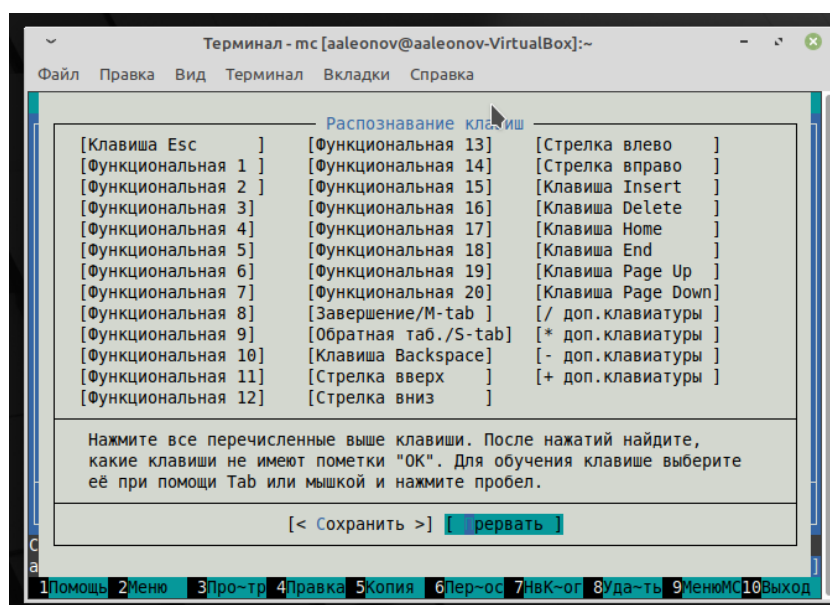 Терминал - mc [aaleonov@aaleonov-VirtualBox]:~
Файл Правка Вид Терминал Вкладки Справка
Распознавание клавиш
[Клавиша Esc ] [Функциональная 13] [Стрелка влево ]
[Функциональная 1 ] [Функциональная 14] [Стрелка вправо ]
[Функциональная 2 ] [Функциональная 15] [Клавиша Insert ]
[Функциональная 3] [Функциональная 16] [Клавиша Delete ]
[Функциональная 4] [Функциональная 17] [Клавиша Home ]
[Функциональная 5] [Функциональная 18] [Клавиша End ]
[Функциональная 6] [Функциональная 19] [Клавиша Page Up ]
[Функциональная 7] [Функциональная 20] [Клавиша Page Down]
[Функциональная 8] [Завершение/M-tab ] [/ доп.клавиатуры ]
[Функциональная 9] [Обратная таб./S-tab] [* доп.клавиатуры ]
[Функциональная 10] [Клавиша Backspace] [- доп.клавиатуры ]
[Функциональная 11] [Стрелка вверх ] [+ доп.клавиатуры ]
[Функциональная 12] [Стрелка вниз ]
Нажмите все перечисленные выше клавиши. После нажатий найдите,
какие клавиши не имеют пометки "OK". Для обучения клавише выберите
её при помощи Tab или мышкой и нажмите пробел.
[< Сохранить >] [ Прервать ]
С
a ]
1Помощь 2Меню 3Про~тр 4Правка 5Копия 6Пер~ос 7НвК~ог 8Уда~ть 9МенюMC 10Выход